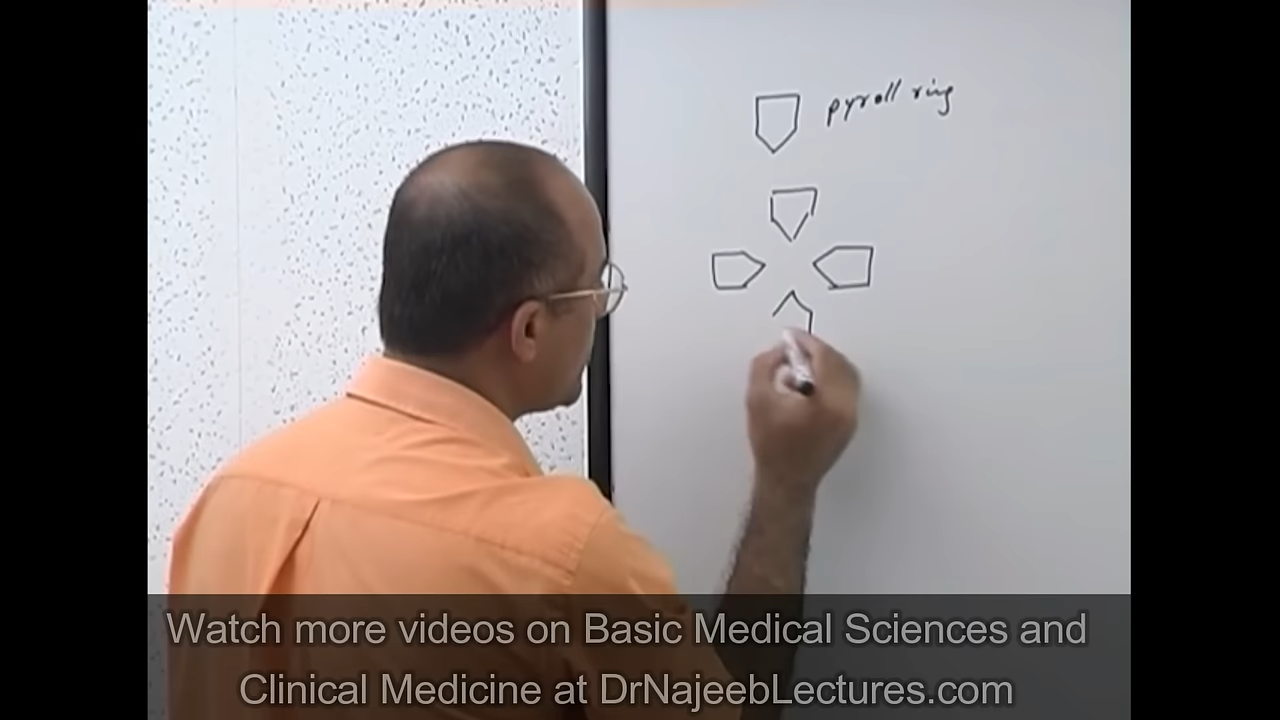 pyroll ring
Watch more videos on Basic Medical Sciences and
Clinical Medicine at DrNajeebLectures.com